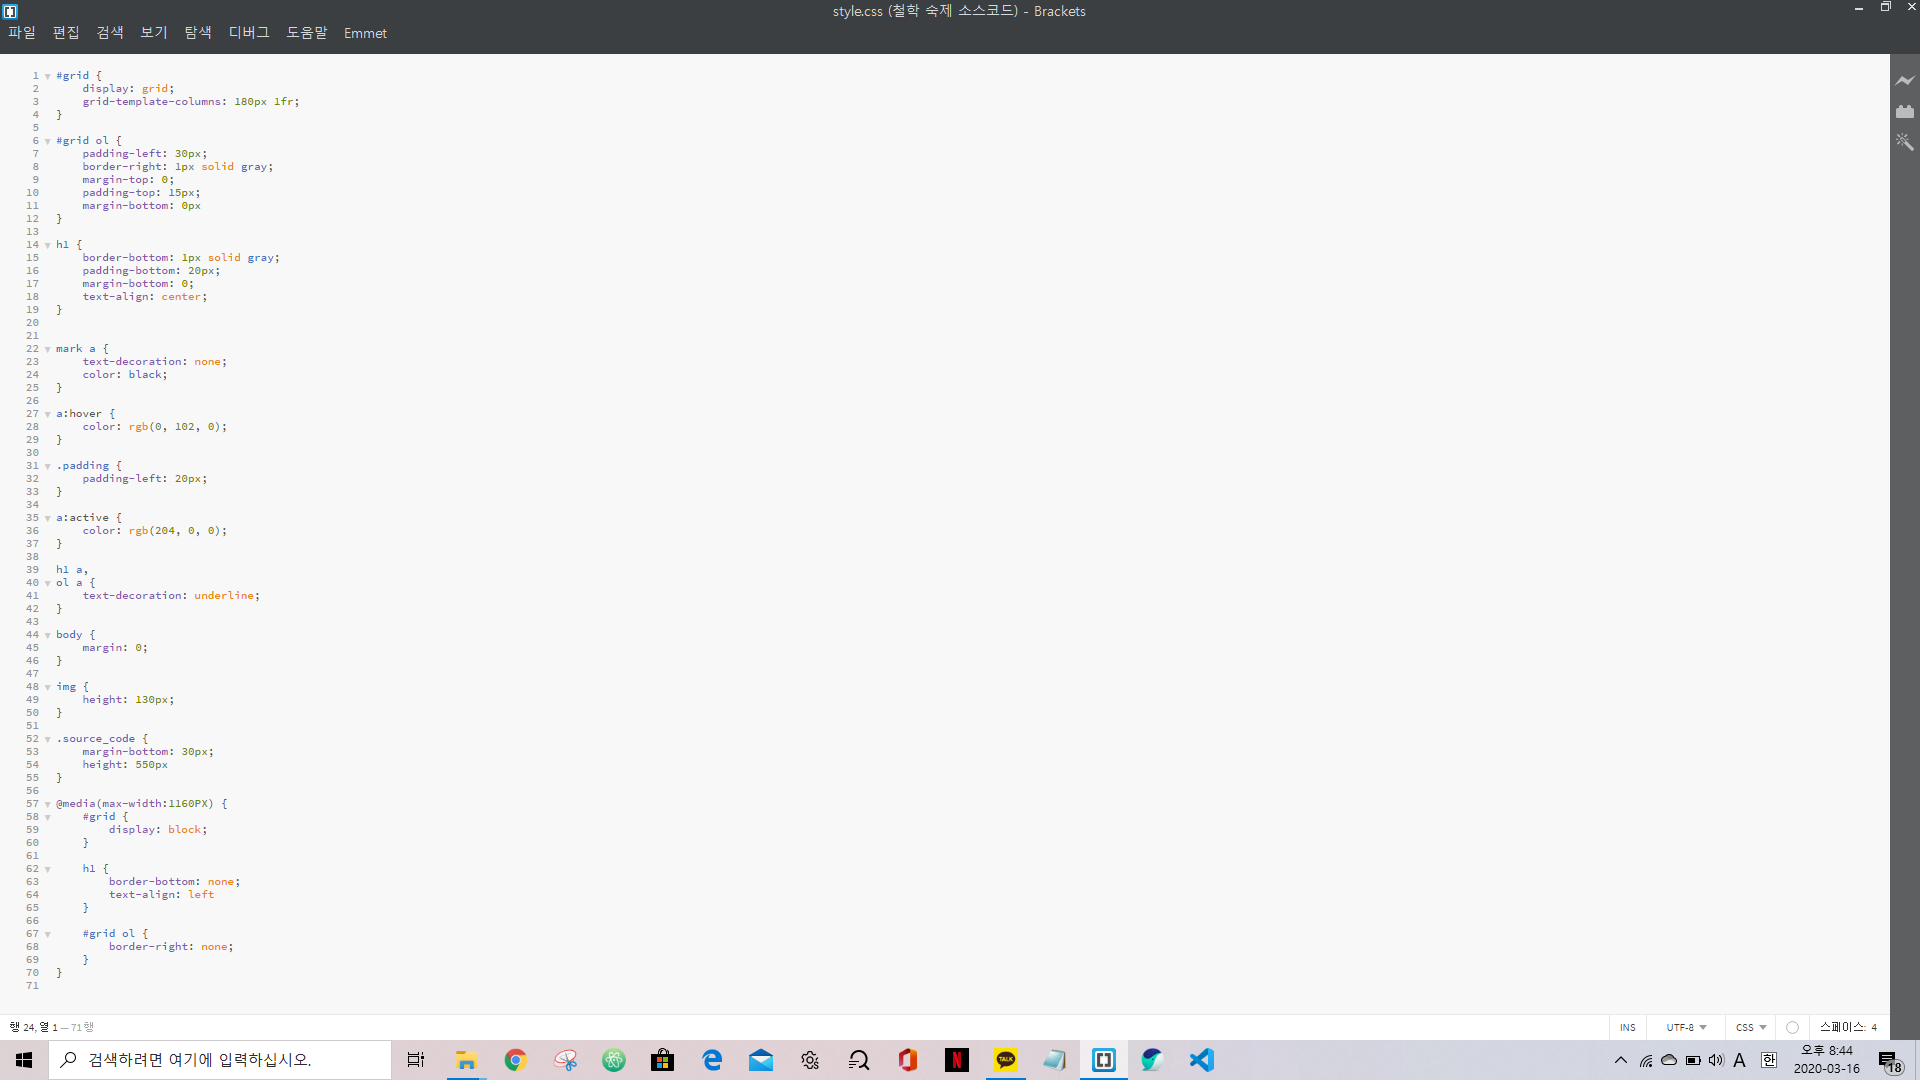 style.css (철학 숙제 소스코드) - Brackets
파일 편집 검색 보기 탐색 디버그 도움말 Emmet
1 #grid {
2     display: grid;
3     grid-template-columns: 180px 1fr;
4 }
5
6 #grid ol {
7     padding-left: 30px;
8     border-right: 1px solid gray;
9     margin-top: 0;
10     padding-top: 15px;
11     margin-bottom: 0px
12 }
13
14 h1 {
15     border-bottom: 1px solid gray;
16     padding-bottom: 20px;
17     margin-bottom: 0;
18     text-align: center;
19 }
20
21
22 mark a {
23     text-decoration: none;
24     color: black;
25 }
26
27 a:hover {
28     color: rgb(0, 102, 0);
29 }
30
31 .padding {
32     padding-left: 20px;
33 }
34
35 a:active {
36     color: rgb(204, 0, 0);
37 }
38
39 h1 a,
40 ol a {
41     text-decoration: underline;
42 }
43
44 body {
45     margin: 0;
46 }
47
48 img {
49     height: 130px;
50 }
51
52 .source_code {
53     margin-bottom: 30px;
54     height: 550px
55 }
56
57 @media(max-width:1160PX) {
58     #grid {
59         display: block;
60     }
61
62     h1 {
63         border-bottom: none;
64         text-align: left
65     }
66
67     #grid ol {
68         border-right: none;
69     }
70 }
71
행 24, 열 1 — 71 행 INS UTF-8 CSS 스페이스: 4
검색하려면 여기에 입력하십시오. TALK N A 한 오후 8:44
2020-03-16 18